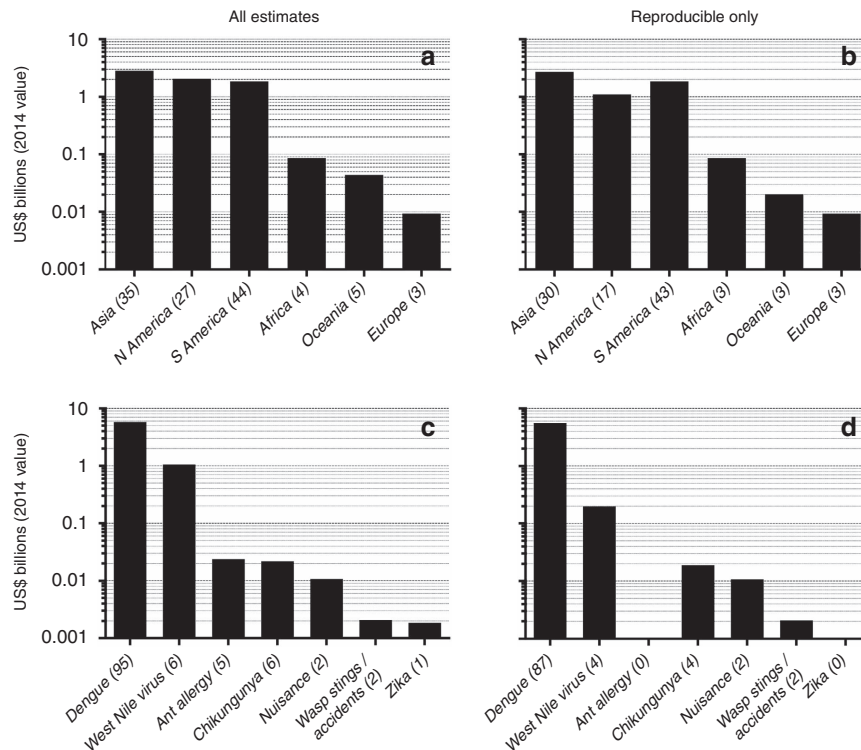 All estimates
Reproducible only
US$ billions (2014 value)
10
1
0.1
0.01
0.001
a
Asia (35)
N America (27)
S America (44)
Africa (4)
Oceania (5)
Europe (3)
b
Asia (30)
N America (17)
S America (43)
Africa (3)
Oceania (3)
Europe (3)
US$ billions (2014 value)
10
1
0.1
0.01
0.001
c
Dengue (95)
West Nile virus (6)
Ant allergy (5)
Chikungunya (6)
Nuisance (2)
Wasp stings /
accidents (2)
Zika (1)
d
Dengue (87)
West Nile virus (4)
Ant allergy (0)
Chikungunya (4)
Nuisance (2)
Wasp stings /
accidents (2)
Zika (0)